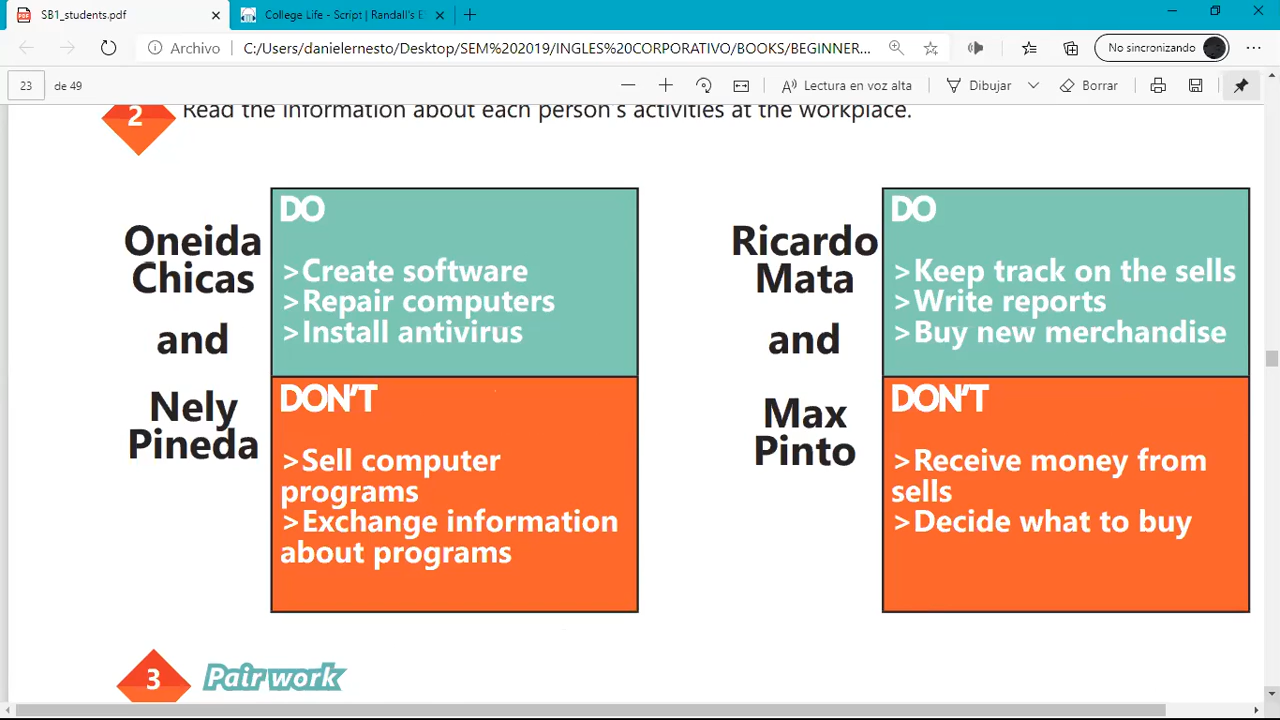 SB1_students.pdf
College Life - Script | Randall's E
Archivo
C:/Users/danielernesto/Desktop/SEM%202019/INGLES%20CORPORATIVO/BOOKS/BEGINNER...
No sincronizando
23 de 49
Lectura en voz alta
Dibujar
Borrar
2 Read the information about each person's activities at the workplace.
Oneida
Chicas
and
Nely
Pineda
DO
>Create software
>Repair computers
>Install antivirus
DON'T
>Sell computer
programs
>Exchange information
about programs
Ricardo
Mata
and
Max
Pinto
DO
>Keep track on the sells
>Write reports
>Buy new merchandise
DON'T
>Receive money from
sells
>Decide what to buy
3 Pair work